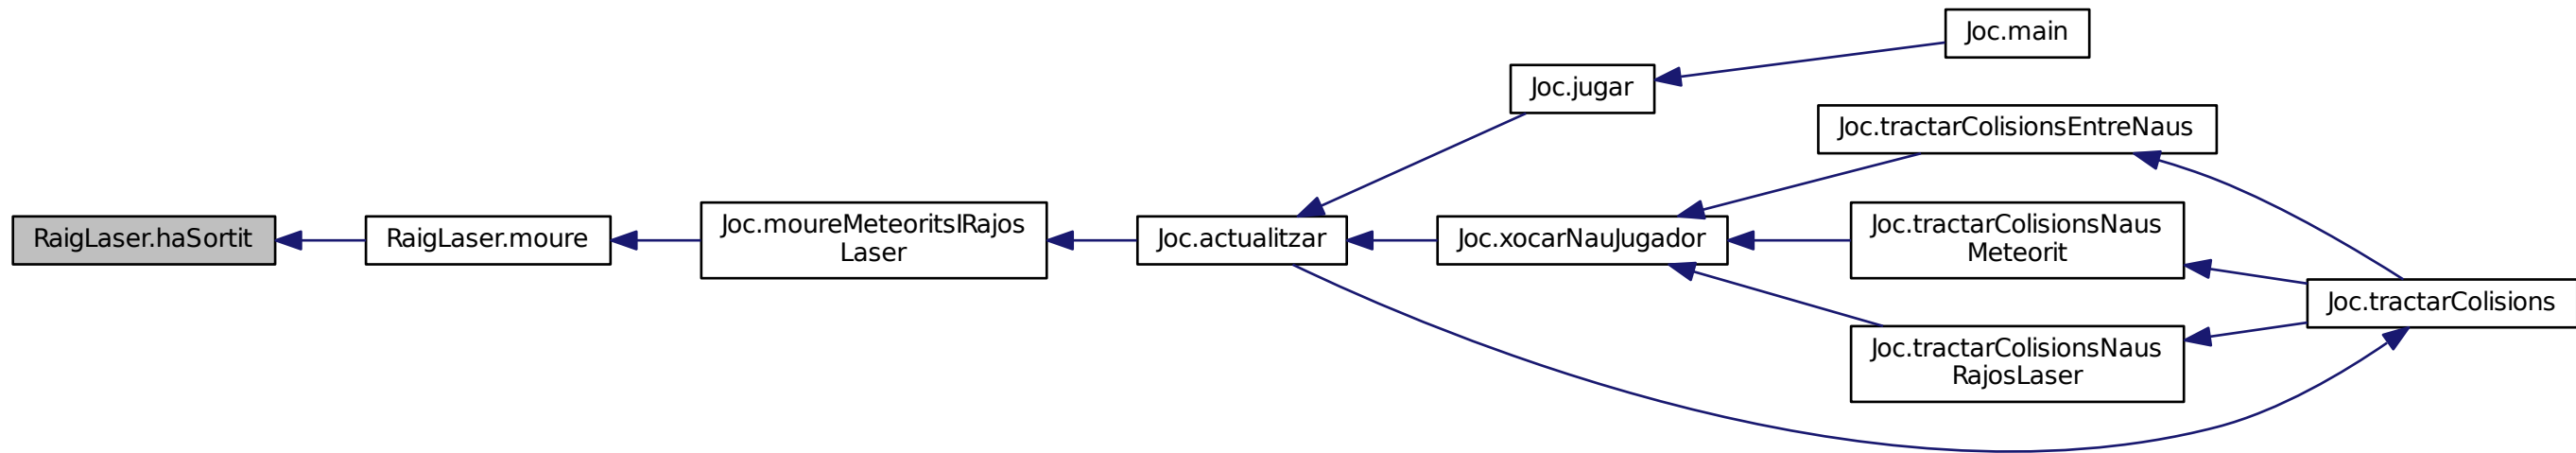 RaigLaser.haSortit
RaigLaser.moure
Joc.moureMeteoritsIRajos
Laser
Joc.actualitzar
Joc.jugar
Joc.main
Joc.xocarNauJugador
Joc.tractarColisionsEntreNaus
Joc.tractarColisionsNaus
Meteorit
Joc.tractarColisionsNaus
RajosLaser
Joc.tractarColisions